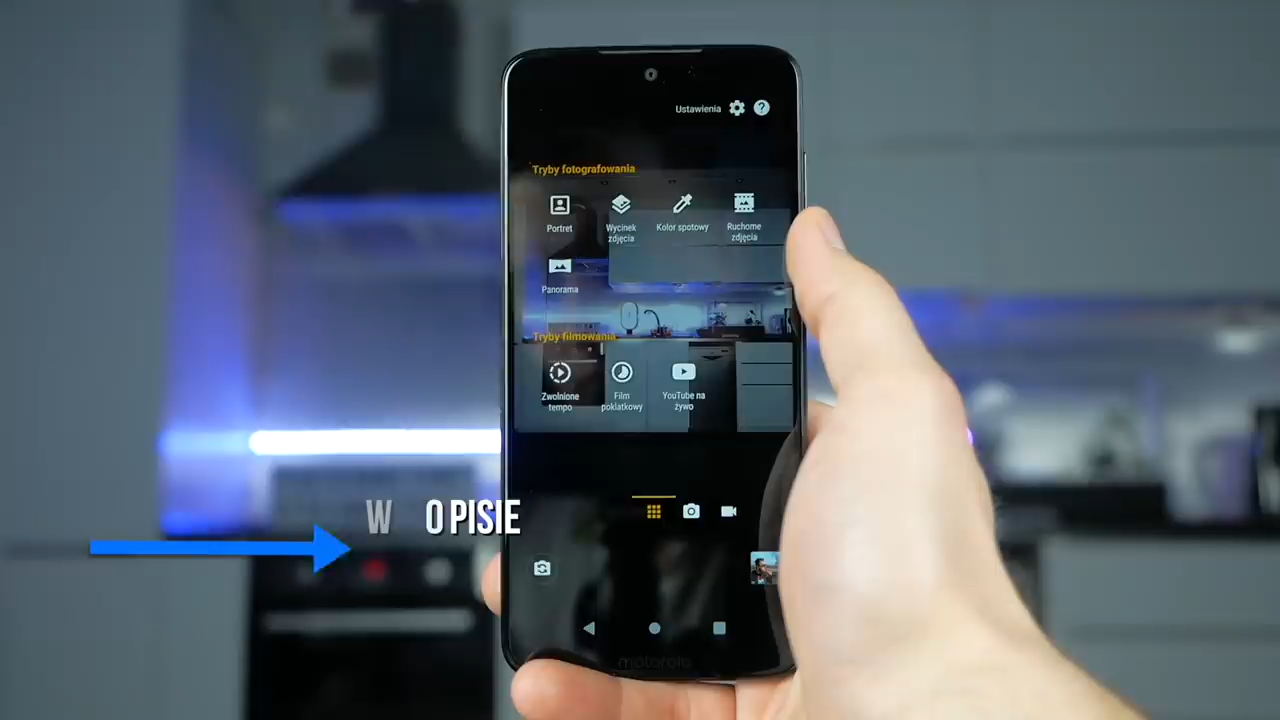 Ustawienia
Tryby fotografowania
Portret
Wycinek
zdjęcia
Kolor spotowy
Ruchome
zdjęcia
Panorama
Tryby filmowania
Zwolnione
tempo
Film
poklatkowy
YouTube na
żywo
W OPISIE
motorola